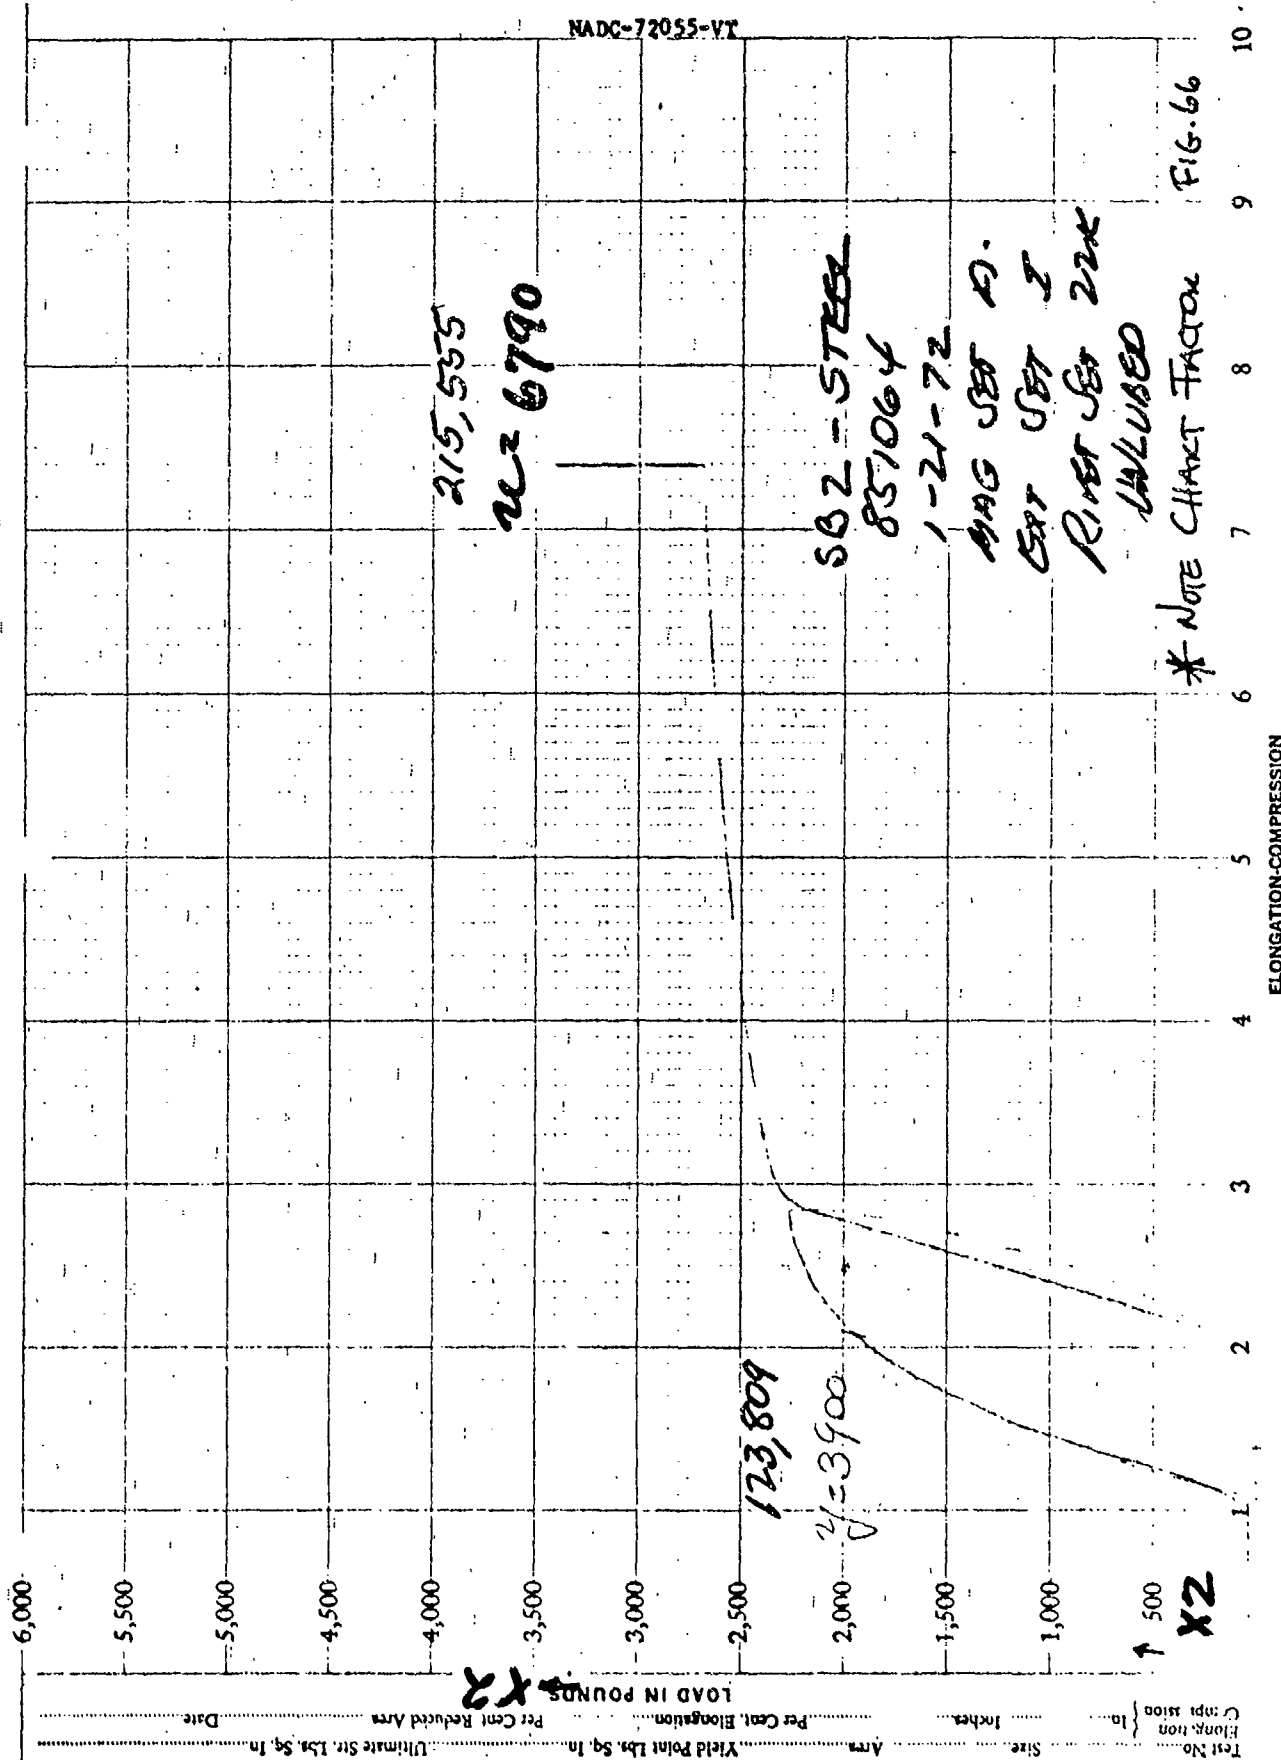 NADC-72055-VT
6,000
5,500
5,000
4,500
4,000
3,500
3,000
2,500
2,000
1,500
1,000
500
X2
LOAD IN POUNDS X2
215,555
u = 6790
123,809
y=3900
SB2-STEEL
851064
1-21-72
MAG SET D.
EXT SET I
RIVET SET 22K
UNLUBED
* NOTE CHART FACTOR FIG.66
1 2 3 4 5 6 7 8 9 10
ELONGATION-COMPRESSION
Test No. Size Area Yield Point Lbs. Sq. In. Ultimate Str. Lbs. Sq. In.
In. Inches Per Cent. Elongation Per Cent Reduced Area Date